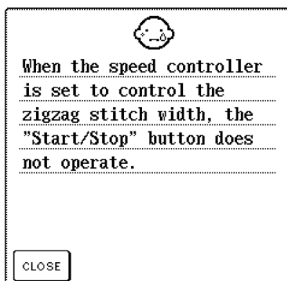 When the speed controller
is set to control the
zigzag stitch width, the
"Start/Stop" button does
not operate.
CLOSE